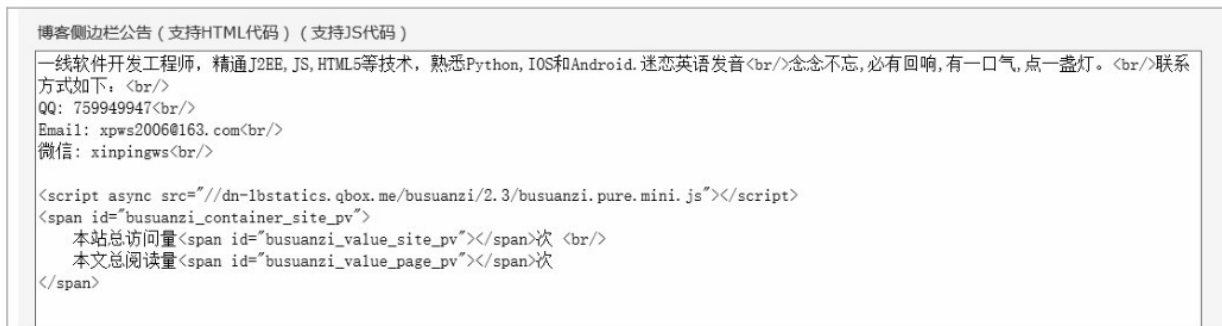 博客侧边栏公告（支持HTML代码）（支持JS代码）
一线软件开发工程师，精通J2EE,JS,HTML5等技术，熟悉Python,IOS和Android.迷恋英语发音<br/>念念不忘,必有回响,有一口气,点一盏灯。<br/>联系
方式如下：<br/>
QQ: 759949947<br/>
Email: xpws2006@163.com<br/>
微信: xinpingws<br/>
<script async src="//dn-lbstatics.qbox.me/busuanzi/2.3/busuanzi.pure.mini.js"></script>
<span id="busuanzi_container_site_pv">
本站总访问量<span id="busuanzi_value_site_pv"></span>次 <br/>
本文总阅读量<span id="busuanzi_value_page_pv"></span>次
</span>